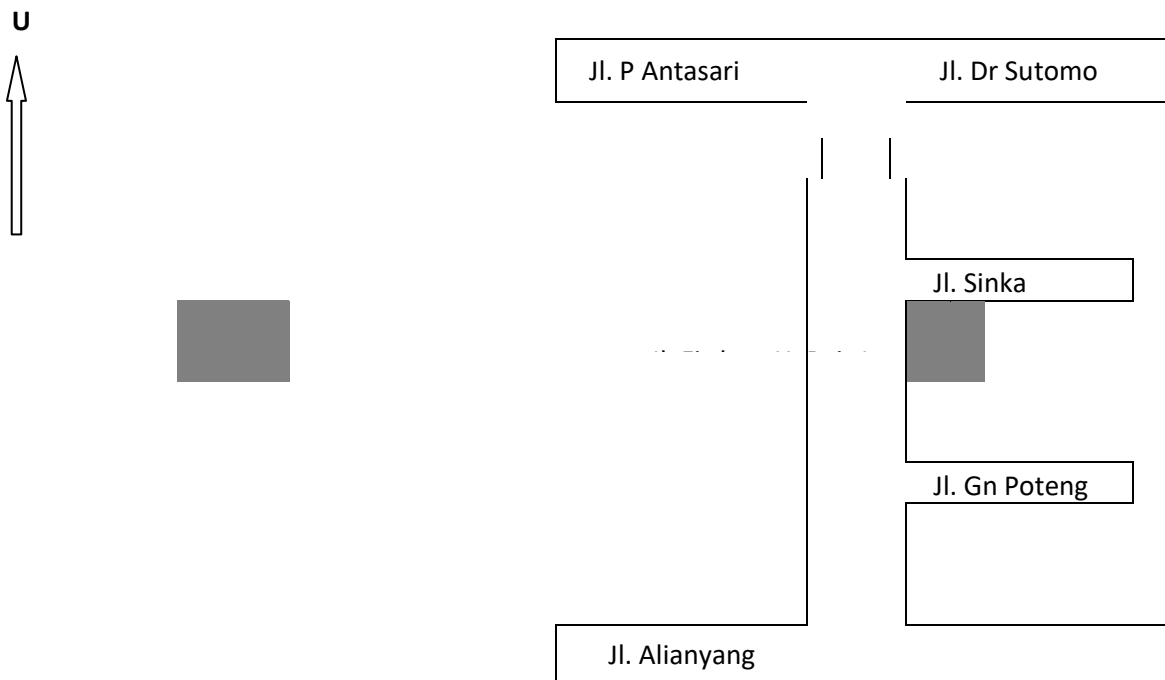 U
Jl. P Antasari
Jl. Dr Sutomo
Jl. Sinka
Jl. Gn Poteng
Jl. Alianyang